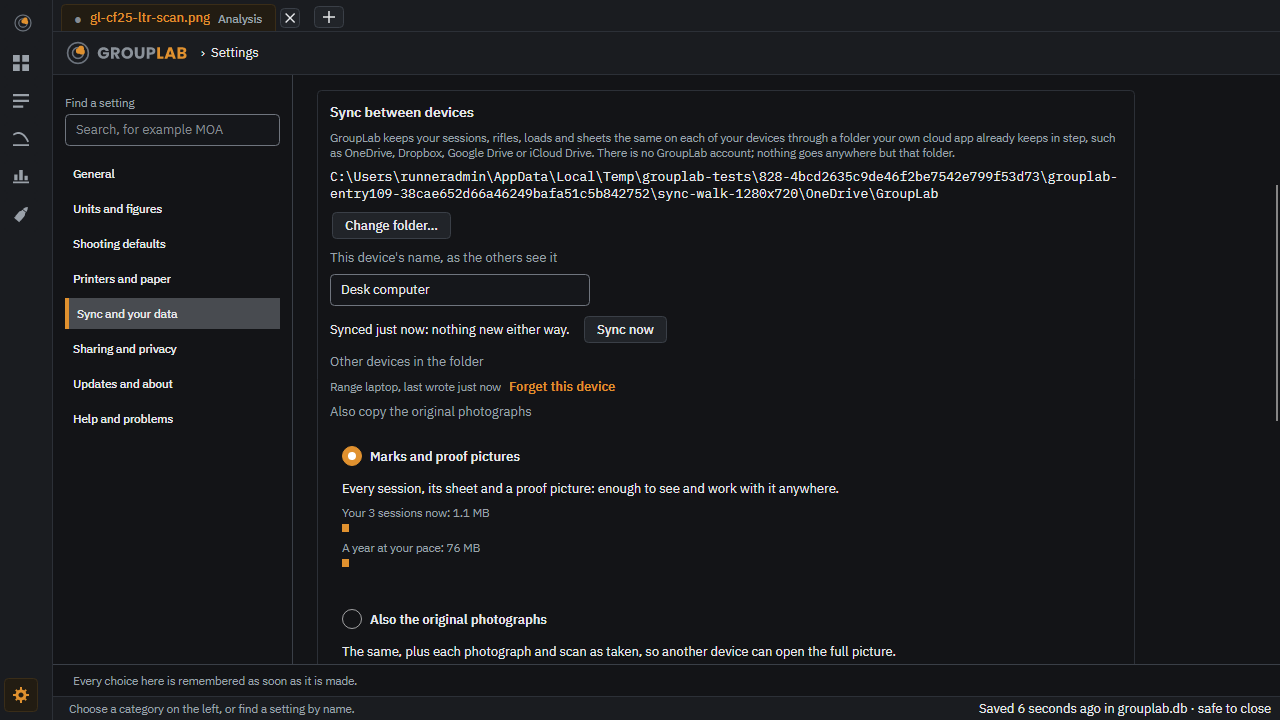 gl-cf25-ltr-scan.png Analysis
GROUPLAB › Settings
Find a setting
Search, for example MOA
General
Units and figures
Shooting defaults
Printers and paper
Sync and your data
Sharing and privacy
Updates and about
Help and problems
Sync between devices
GroupLab keeps your sessions, rifles, loads and sheets the same on each of your devices through a folder your own cloud app already keeps in step, such
as OneDrive, Dropbox, Google Drive or iCloud Drive. There is no GroupLab account; nothing goes anywhere but that folder.
C:\Users\runneradmin\AppData\Local\Temp\grouplab-tests\828-4bcd2635c9de46f2be7542e799f53d73\grouplab-
entry109-38cae652d66a46249bafa51c5b842752\sync-walk-1280x720\OneDrive\GroupLab
Change folder...
This device's name, as the others see it
Desk computer
Synced just now: nothing new either way. Sync now
Other devices in the folder
Range laptop, last wrote just now Forget this device
Also copy the original photographs
Marks and proof pictures
Every session, its sheet and a proof picture: enough to see and work with it anywhere.
Your 3 sessions now: 1.1 MB
A year at your pace: 76 MB
Also the original photographs
The same, plus each photograph and scan as taken, so another device can open the full picture.
Every choice here is remembered as soon as it is made.
Choose a category on the left, or find a setting by name.
Saved 6 seconds ago in grouplab.db · safe to close